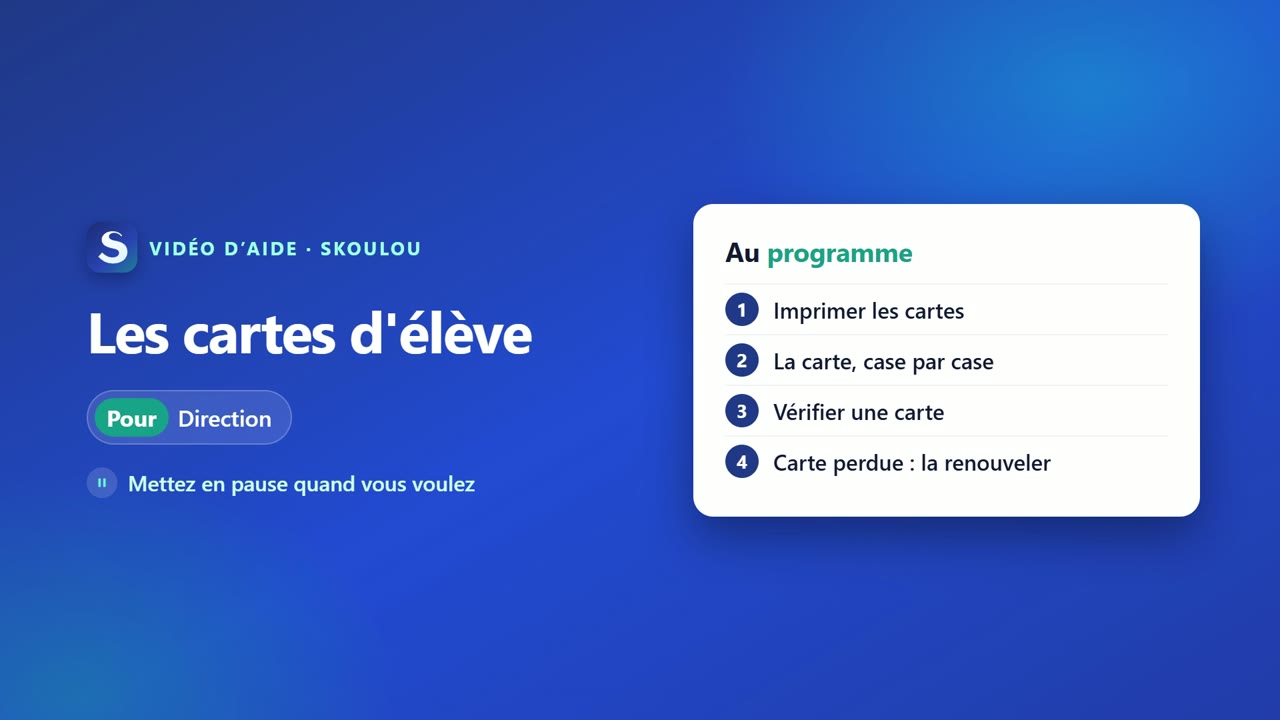 S
VIDÉO D’AIDE · SKOULOU
Les cartes d'élève
Pour Direction
Mettez en pause quand vous voulez
Au programme
1 Imprimer les cartes
2 La carte, case par case
3 Vérifier une carte
4 Carte perdue : la renouveler